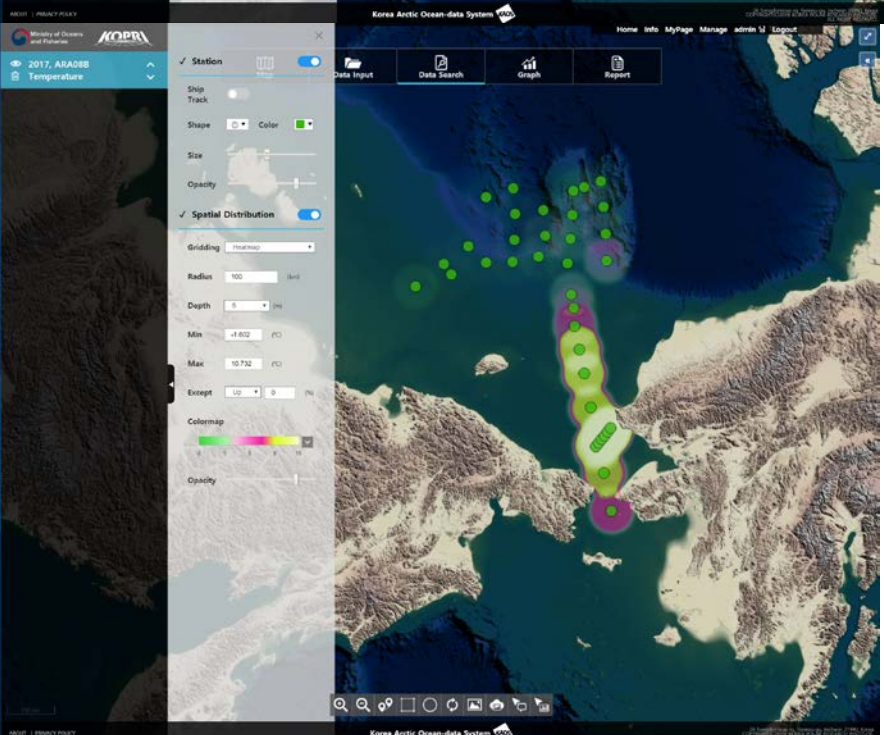 ABOUT | PRIVACY POLICY
Korea Arctic Ocean-data System KAOS
Ministry of Oceans
and Fisheries
KOPRI
Home Info MyPage Manage admin Logout
2017, ARA08B
Temperature
Map
Data Input
Data Search
Graph
Report
✓ Station
Ship
Track
Shape
Color
Size
Opacity
✓ Spatial Distribution
Gridding Heatmap
Radius 100 (km)
Depth 5 (m)
Min -1.602 (°C)
Max 10.732 (°C)
Except Up 0 (%)
Colormap
Opacity
ABOUT | PRIVACY POLICY
Korea Arctic Ocean-data System KAOS